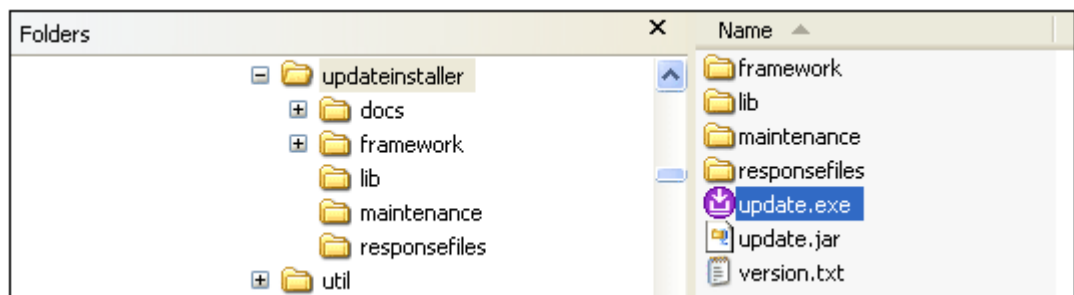 Folders
updateinstaller
docs
framework
lib
maintenance
responsefiles
util
Name
framework
lib
maintenance
responsefiles
update.exe
update.jar
version.txt